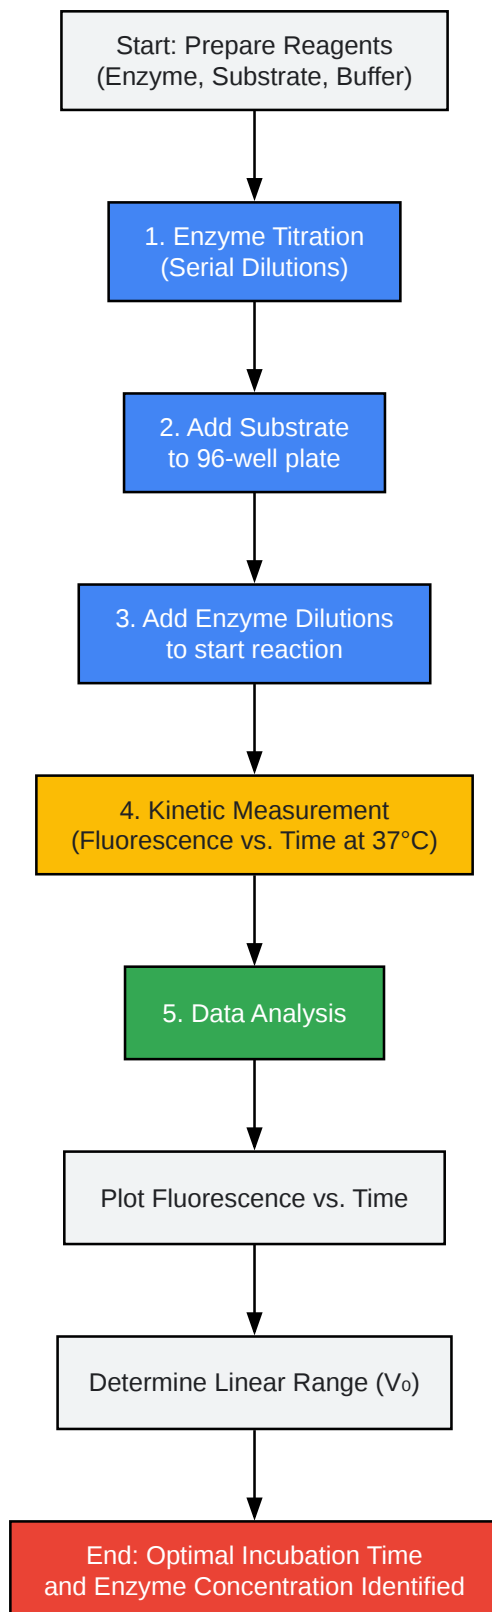 Start: Prepare Reagents
(Enzyme, Substrate, Buffer)
1. Enzyme Titration
(Serial Dilutions)
2. Add Substrate
to 96-well plate
3. Add Enzyme Dilutions
to start reaction
4. Kinetic Measurement
(Fluorescence vs. Time at 37°C)
5. Data Analysis
Plot Fluorescence vs. Time
Determine Linear Range (V₀)
End: Optimal Incubation Time
and Enzyme Concentration Identified